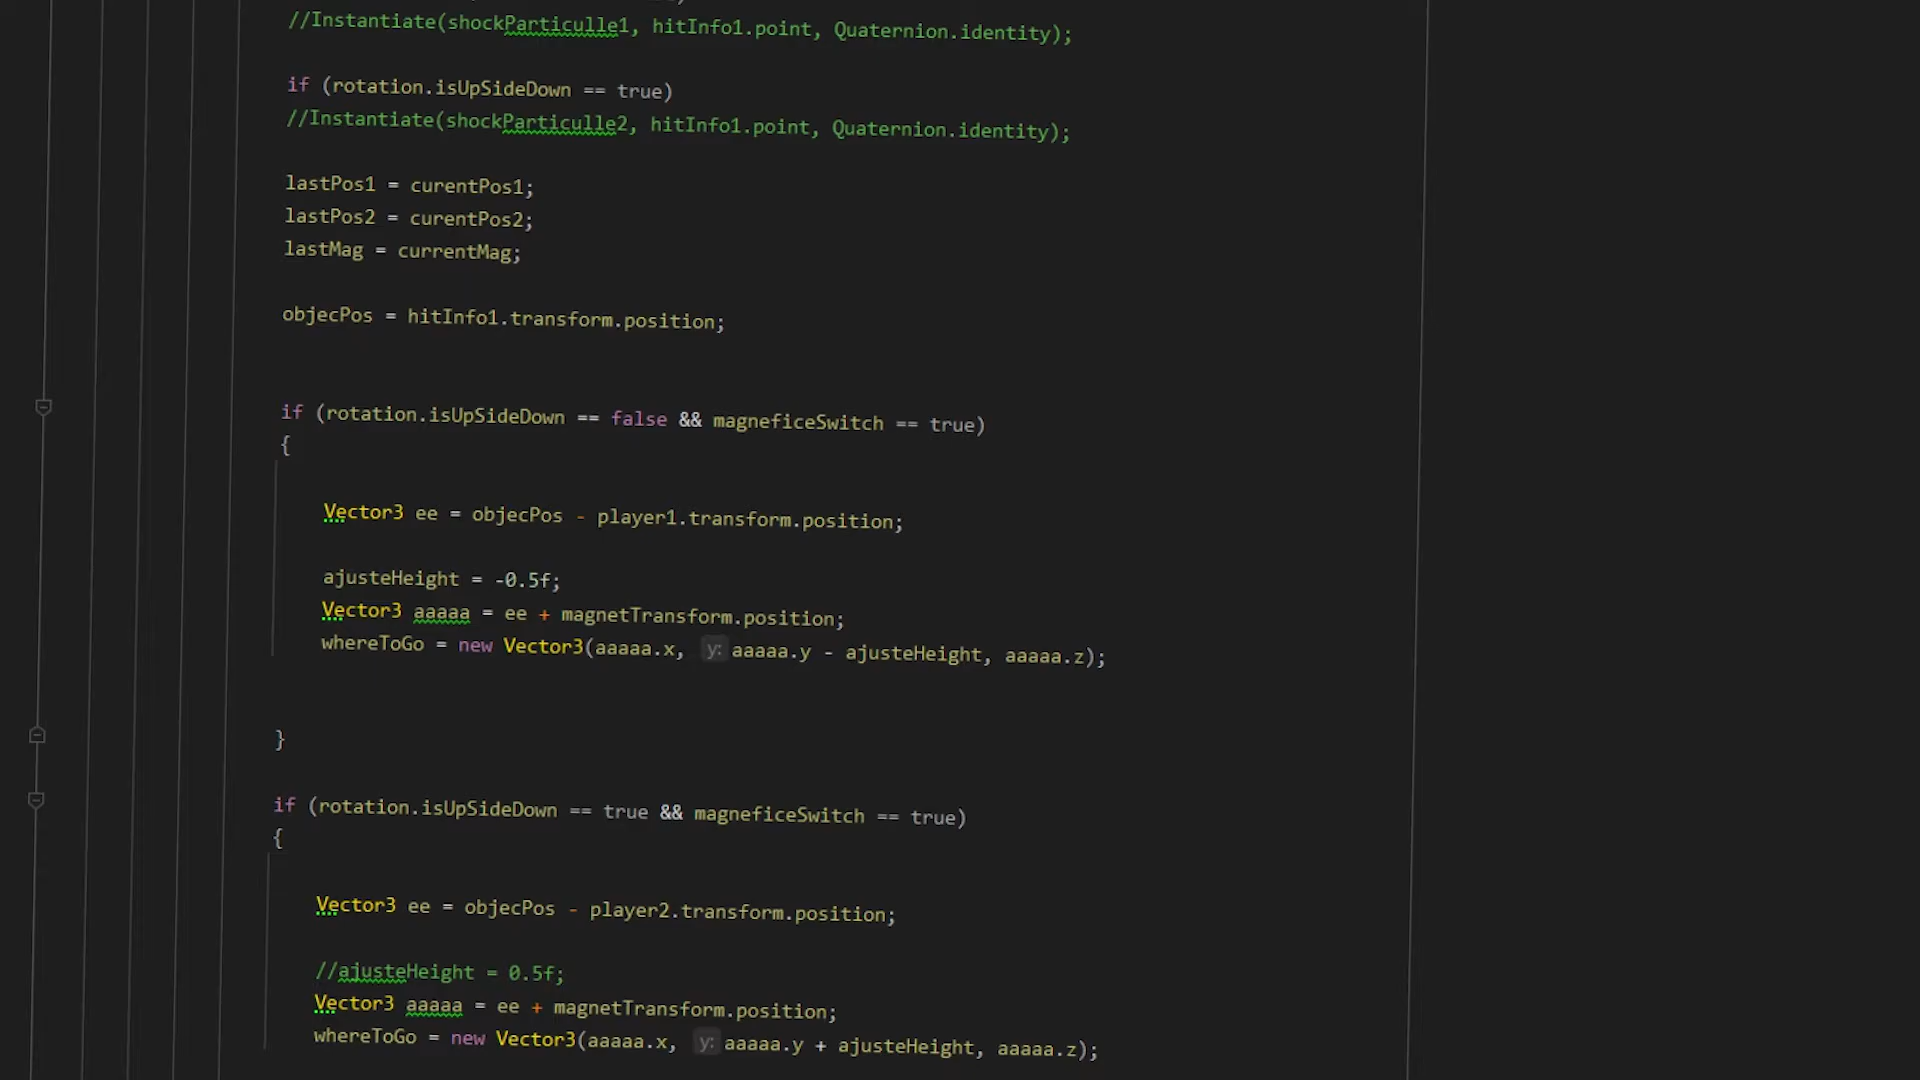 //Instantiate(shockParticulle1, hitInfo1.point, Quaternion.identity);
if (rotation.isUpSideDown == true)
//Instantiate(shockParticulle2, hitInfo1.point, Quaternion.identity);
lastPos1 = curentPos1;
lastPos2 = curentPos2;
lastMag = currentMag;
objecPos = hitInfo1.transform.position;
if (rotation.isUpSideDown == false && magneficeSwitch == true)
{
Vector3 ee = objecPos - player1.transform.position;
ajusteHeight = -0.5f;
Vector3 aaaaa = ee + magnetTransform.position;
whereToGo = new Vector3(aaaaa.x, y: aaaaa.y - ajusteHeight, aaaaa.z);
}
if (rotation.isUpSideDown == true && magneficeSwitch == true)
{
Vector3 ee = objecPos - player2.transform.position;
//ajusteHeight = 0.5f;
Vector3 aaaaa = ee + magnetTransform.position;
whereToGo = new Vector3(aaaaa.x, y: aaaaa.y + ajusteHeight, aaaaa.z);